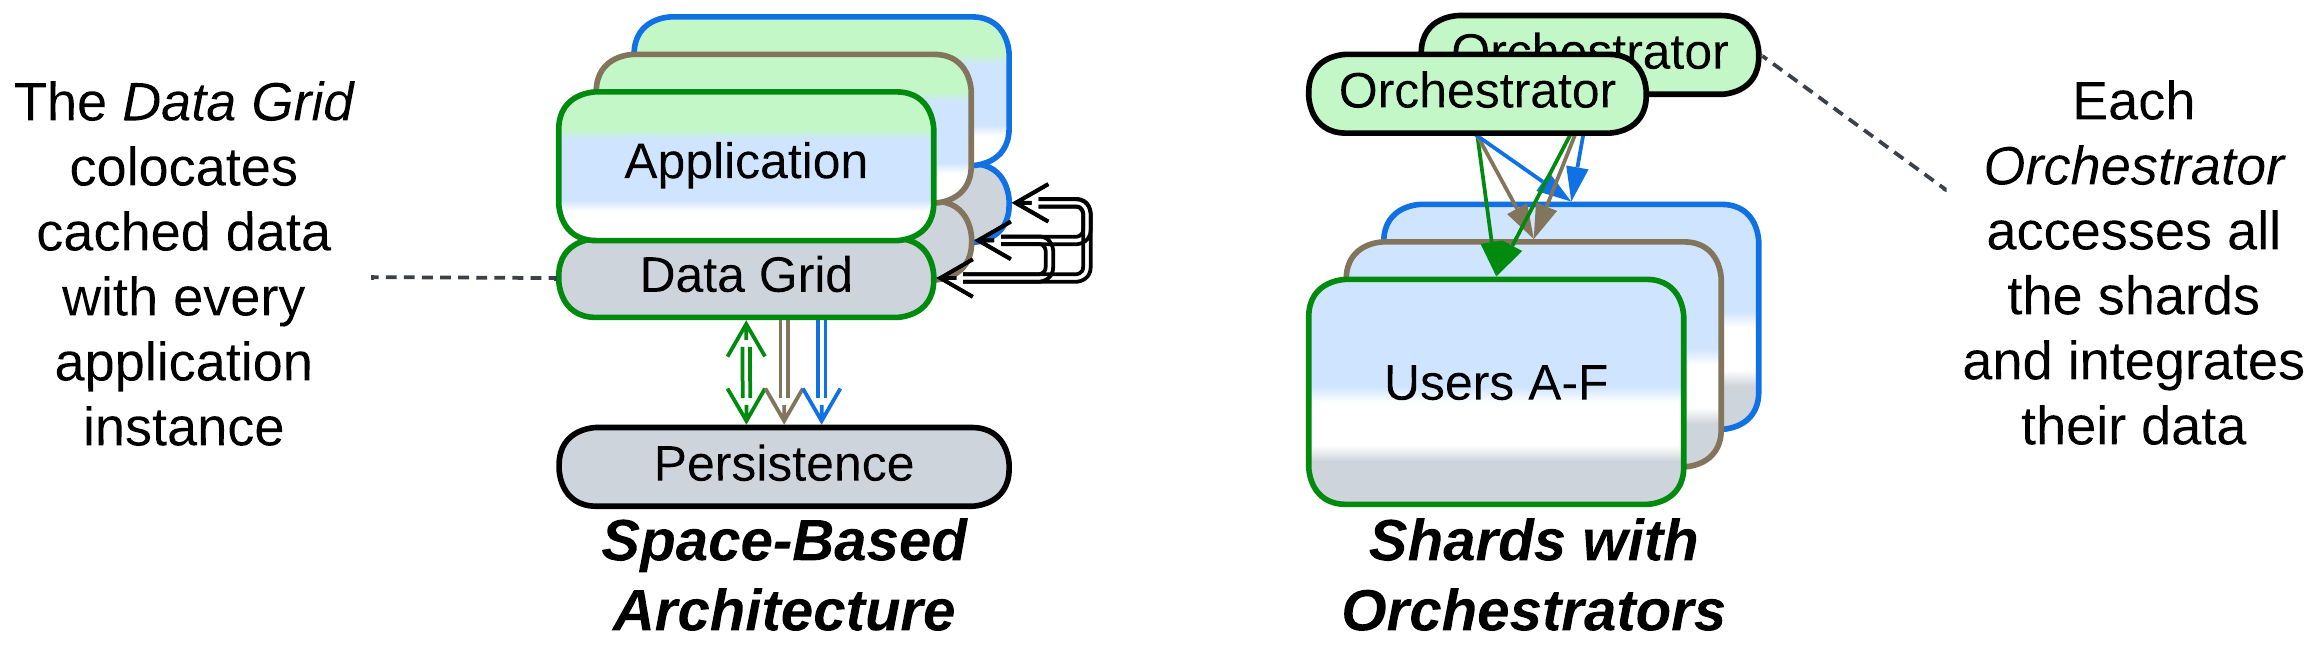 The Data Grid
colocates
cached data
with every
application
instance
Application
Data Grid
Persistence
Space-Based
Architecture
Orchestrator
Orchestrator
Users A-F
Shards with
Orchestrators
Each
Orchestrator
accesses all
the shards
and integrates
their data